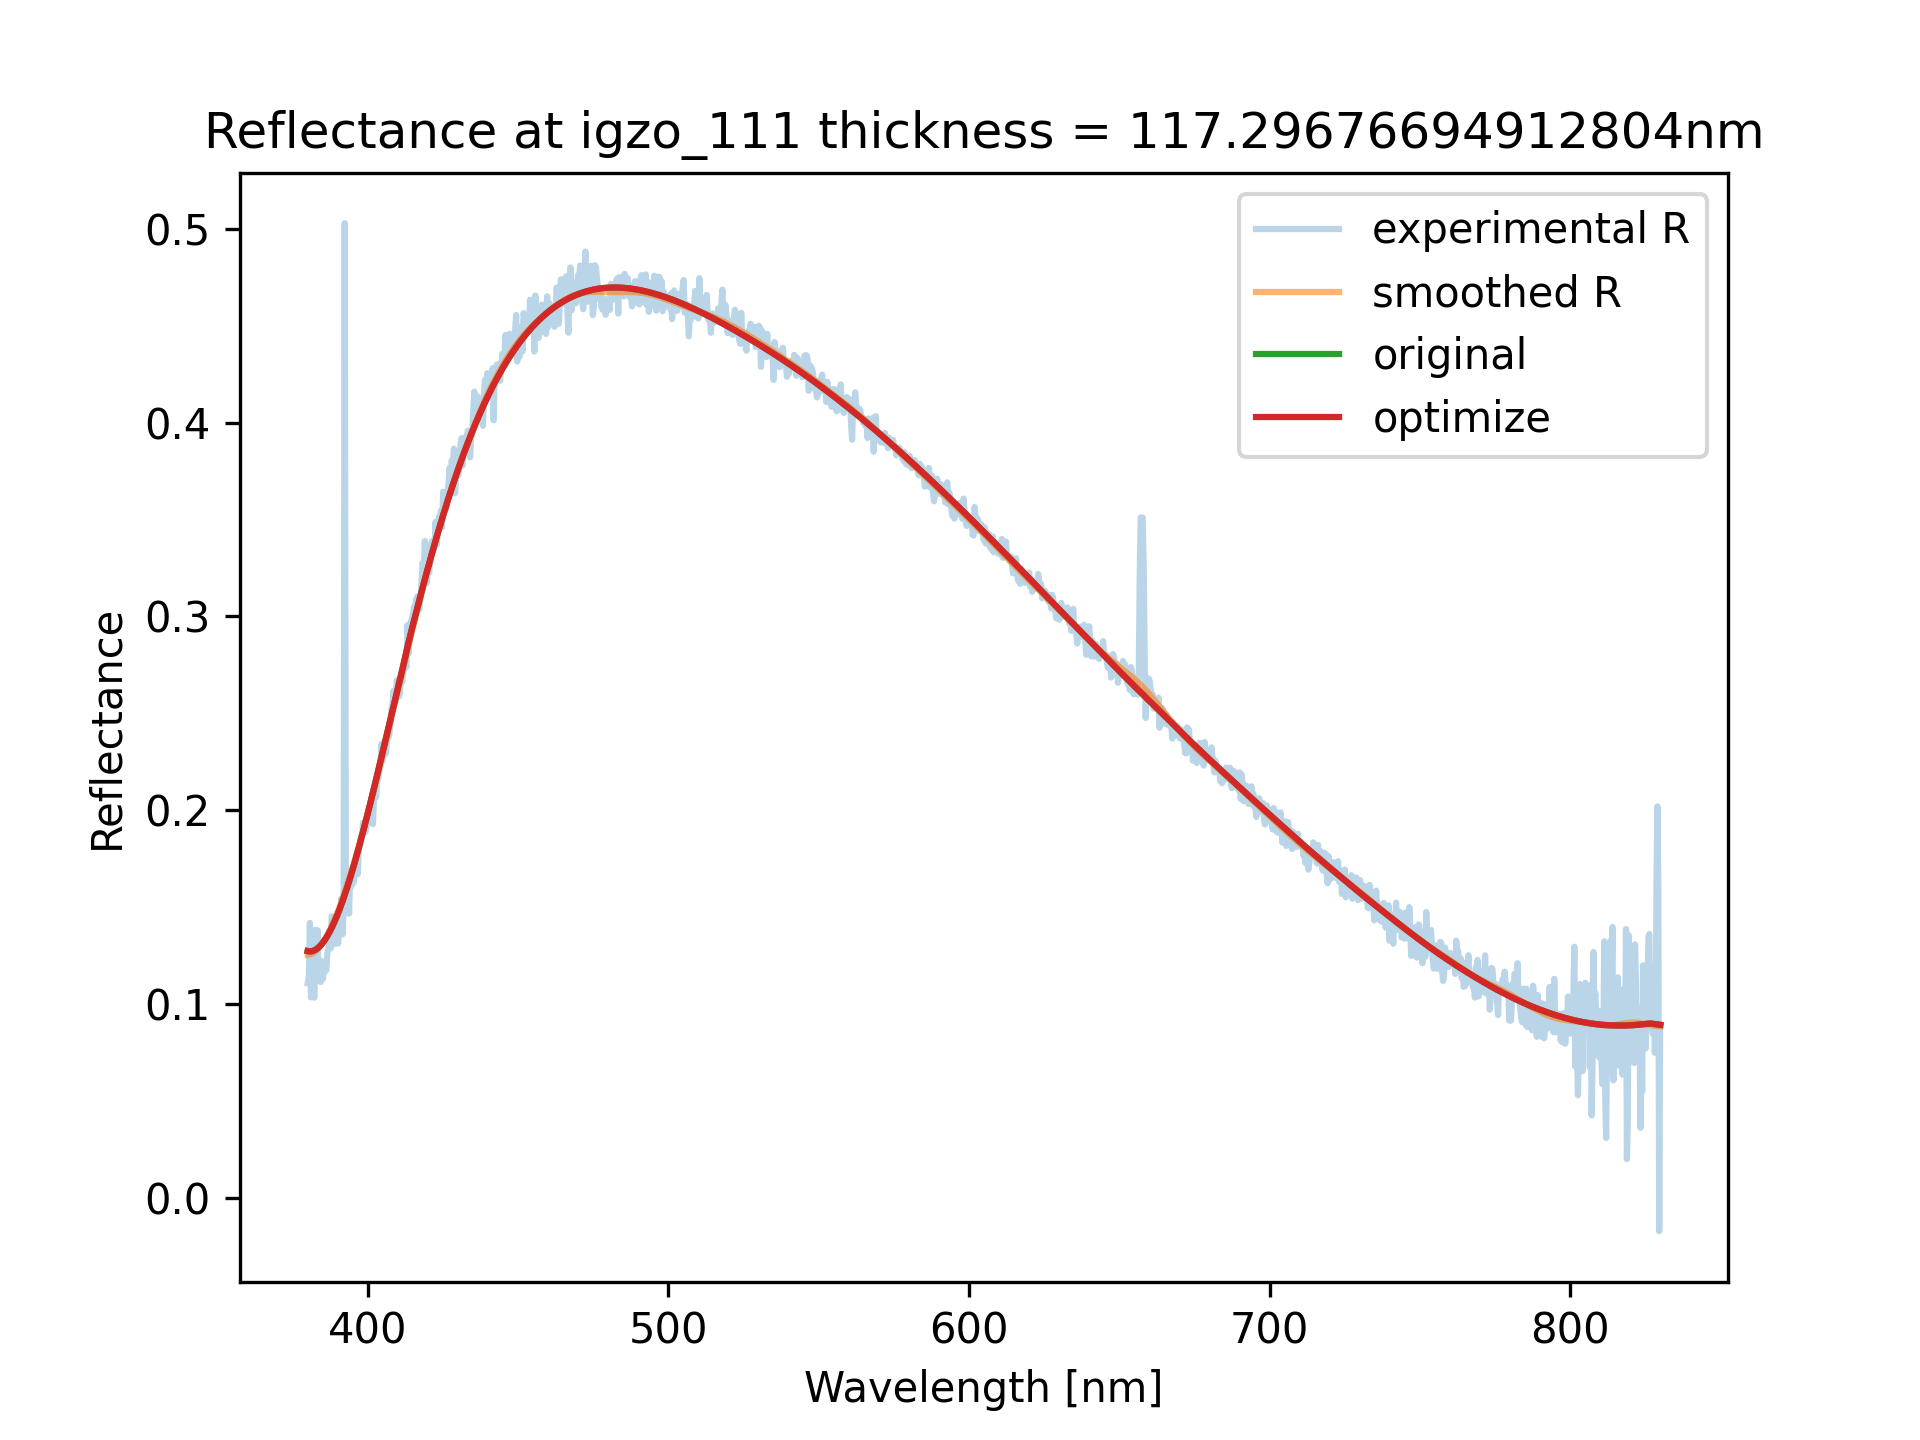 Reflectance at igzo_111 thickness = 117.29676694912804nm
0.5
0.4
0.3
0.2
0.1
0.0
Reflectance
experimental R
smoothed R
original
optimize
400 500 600 700 800
Wavelength [nm]